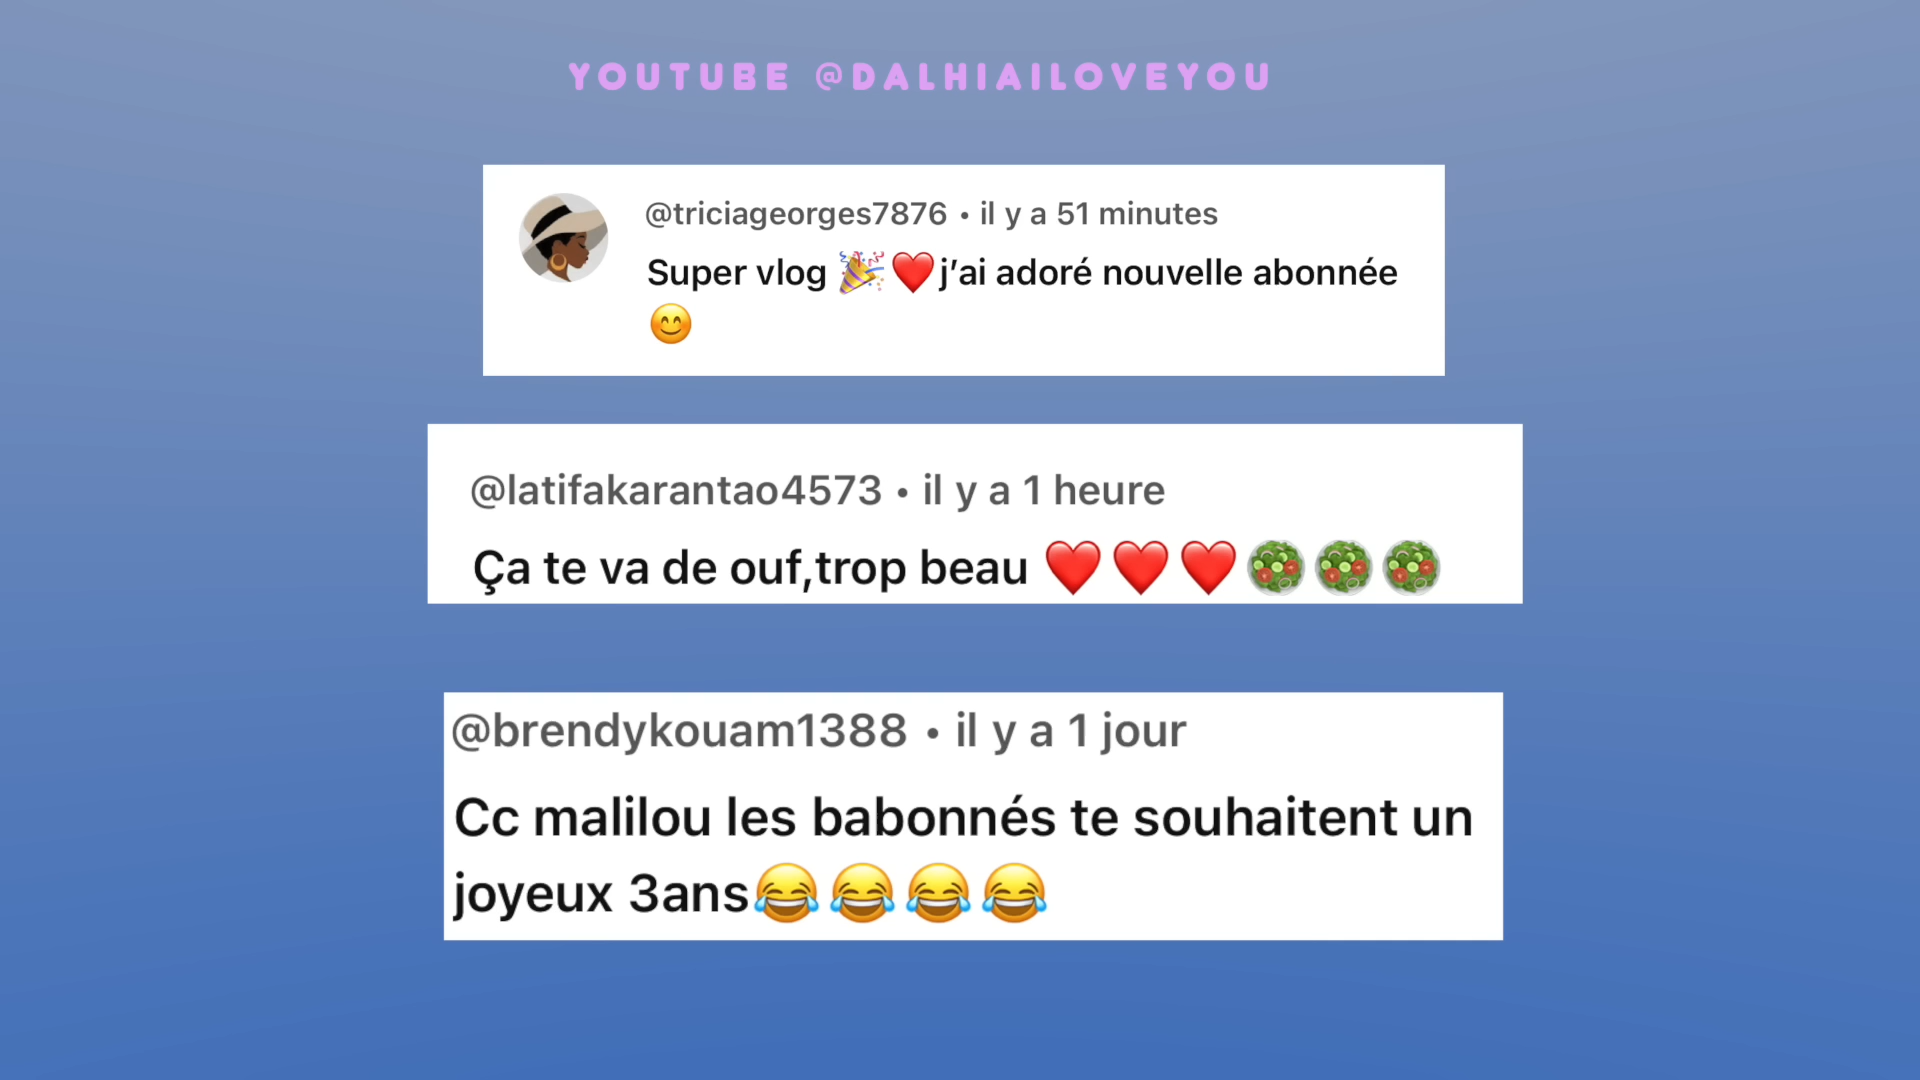 YOUTUBE @DALHIAILOVEYOU
@triciageorges7876 • il y a 51 minutes
Super vlog 🎉❤️j’ai adoré nouvelle abonnée
😊
@latifakarantao4573 • il y a 1 heure
Ça te va de ouf,trop beau ❤️❤️❤️🥗🥗🥗
@brendykouam1388 • il y a 1 jour
Cc malilou les babonnés te souhaitent un
joyeux 3ans😂😂😂😂